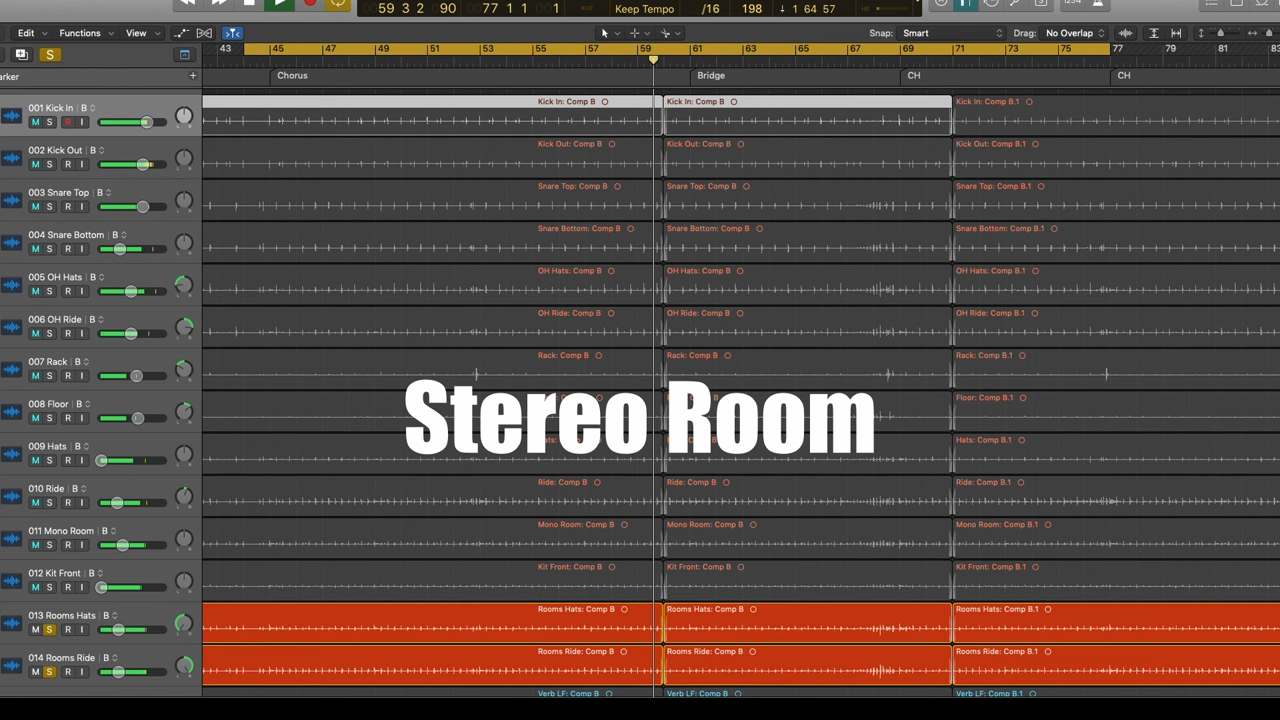 59 3 2 90 77 1 1 1 Keep Tempo /16 198 1 64 57 1234
Edit Functions View Snap: Smart Drag: No Overlap
S 43 45 47 49 51 53 55 57 59 61 63 65 67 69 71 73 75 77 79 81 83
arker + Chorus Bridge CH CH
001 Kick In B Kick In: Comp B Kick In: Comp B Kick In: Comp B.1
M S R I
002 Kick Out B Kick Out: Comp B Kick Out: Comp B Kick Out: Comp B.1
M S R I
003 Snare Top B Snare Top: Comp B Snare Top: Comp B Snare Top: Comp B.1
M S R I
004 Snare Bottom B Snare Bottom: Comp B Snare Bottom: Comp B Snare Bottom: Comp B.1
M S R I
005 OH Hats B OH Hats: Comp B OH Hats: Comp B OH Hats: Comp B.1
M S R I
006 OH Ride B OH Ride: Comp B OH Ride: Comp B OH Ride: Comp B.1
M S R I
007 Rack B Rack: Comp B Rack: Comp B Rack: Comp B.1
M S R I
008 Floor B Floor: Comp B.1
M S R I
Stereo Room
009 Hats B Hats: Comp B.1
M S R I
010 Ride B Ride: Comp B Ride: Comp B Ride: Comp B.1
M S R I
011 Mono Room B Mono Room: Comp B Mono Room: Comp B Mono Room: Comp B.1
M S R I
012 Kit Front B Kit Front: Comp B Kit Front: Comp B Kit Front: Comp B.1
M S R I
013 Rooms Hats B Rooms Hats: Comp B Rooms Hats: Comp B Rooms Hats: Comp B.1
M S R I
014 Rooms Ride B Rooms Ride: Comp B Rooms Ride: Comp B Rooms Ride: Comp B.1
M S R I
Verb LF: Comp B Verb LF: Comp B Verb LF: Comp B.1